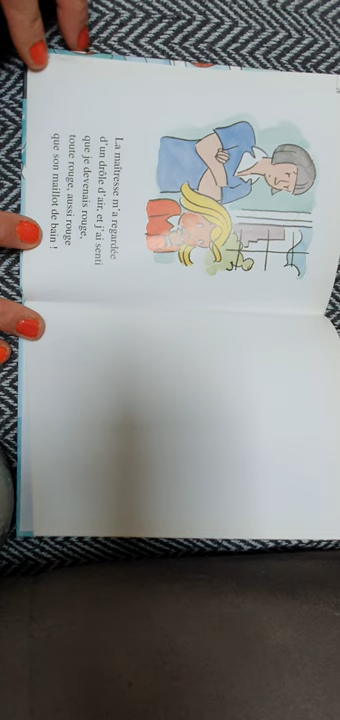 La maîtresse m'a regardée
d'un drôle d'air, et j'ai senti
que je devenais rouge,
toute rouge, aussi rouge
que son maillot de bain !